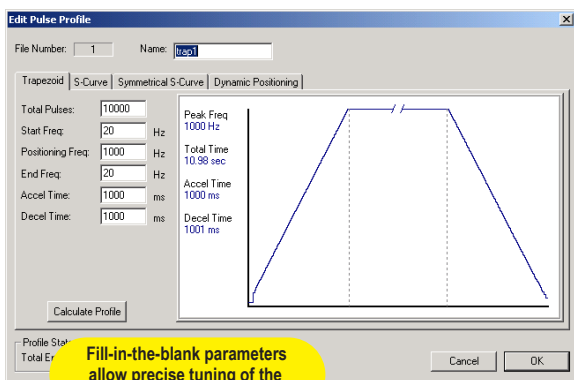 Edit Pulse Profile
File Number: 1 Name: trap1
Trapezoid S-Curve Symmetrical S-Curve Dynamic Positioning
Total Pulses: 10000
Start Freq: 20 Hz
Positioning Freq: 1000 Hz
End Freq: 20 Hz
Accel Time: 1000 ms
Decel Time: 1000 ms
Peak Freq
1000 Hz
Total Time
10.98 sec
Accel Time
1000 ms
Decel Time
1001 ms
Calculate Profile
Profile
Total
Cancel OK
Fill-in-the-blank parameters
allow precise tuning of the